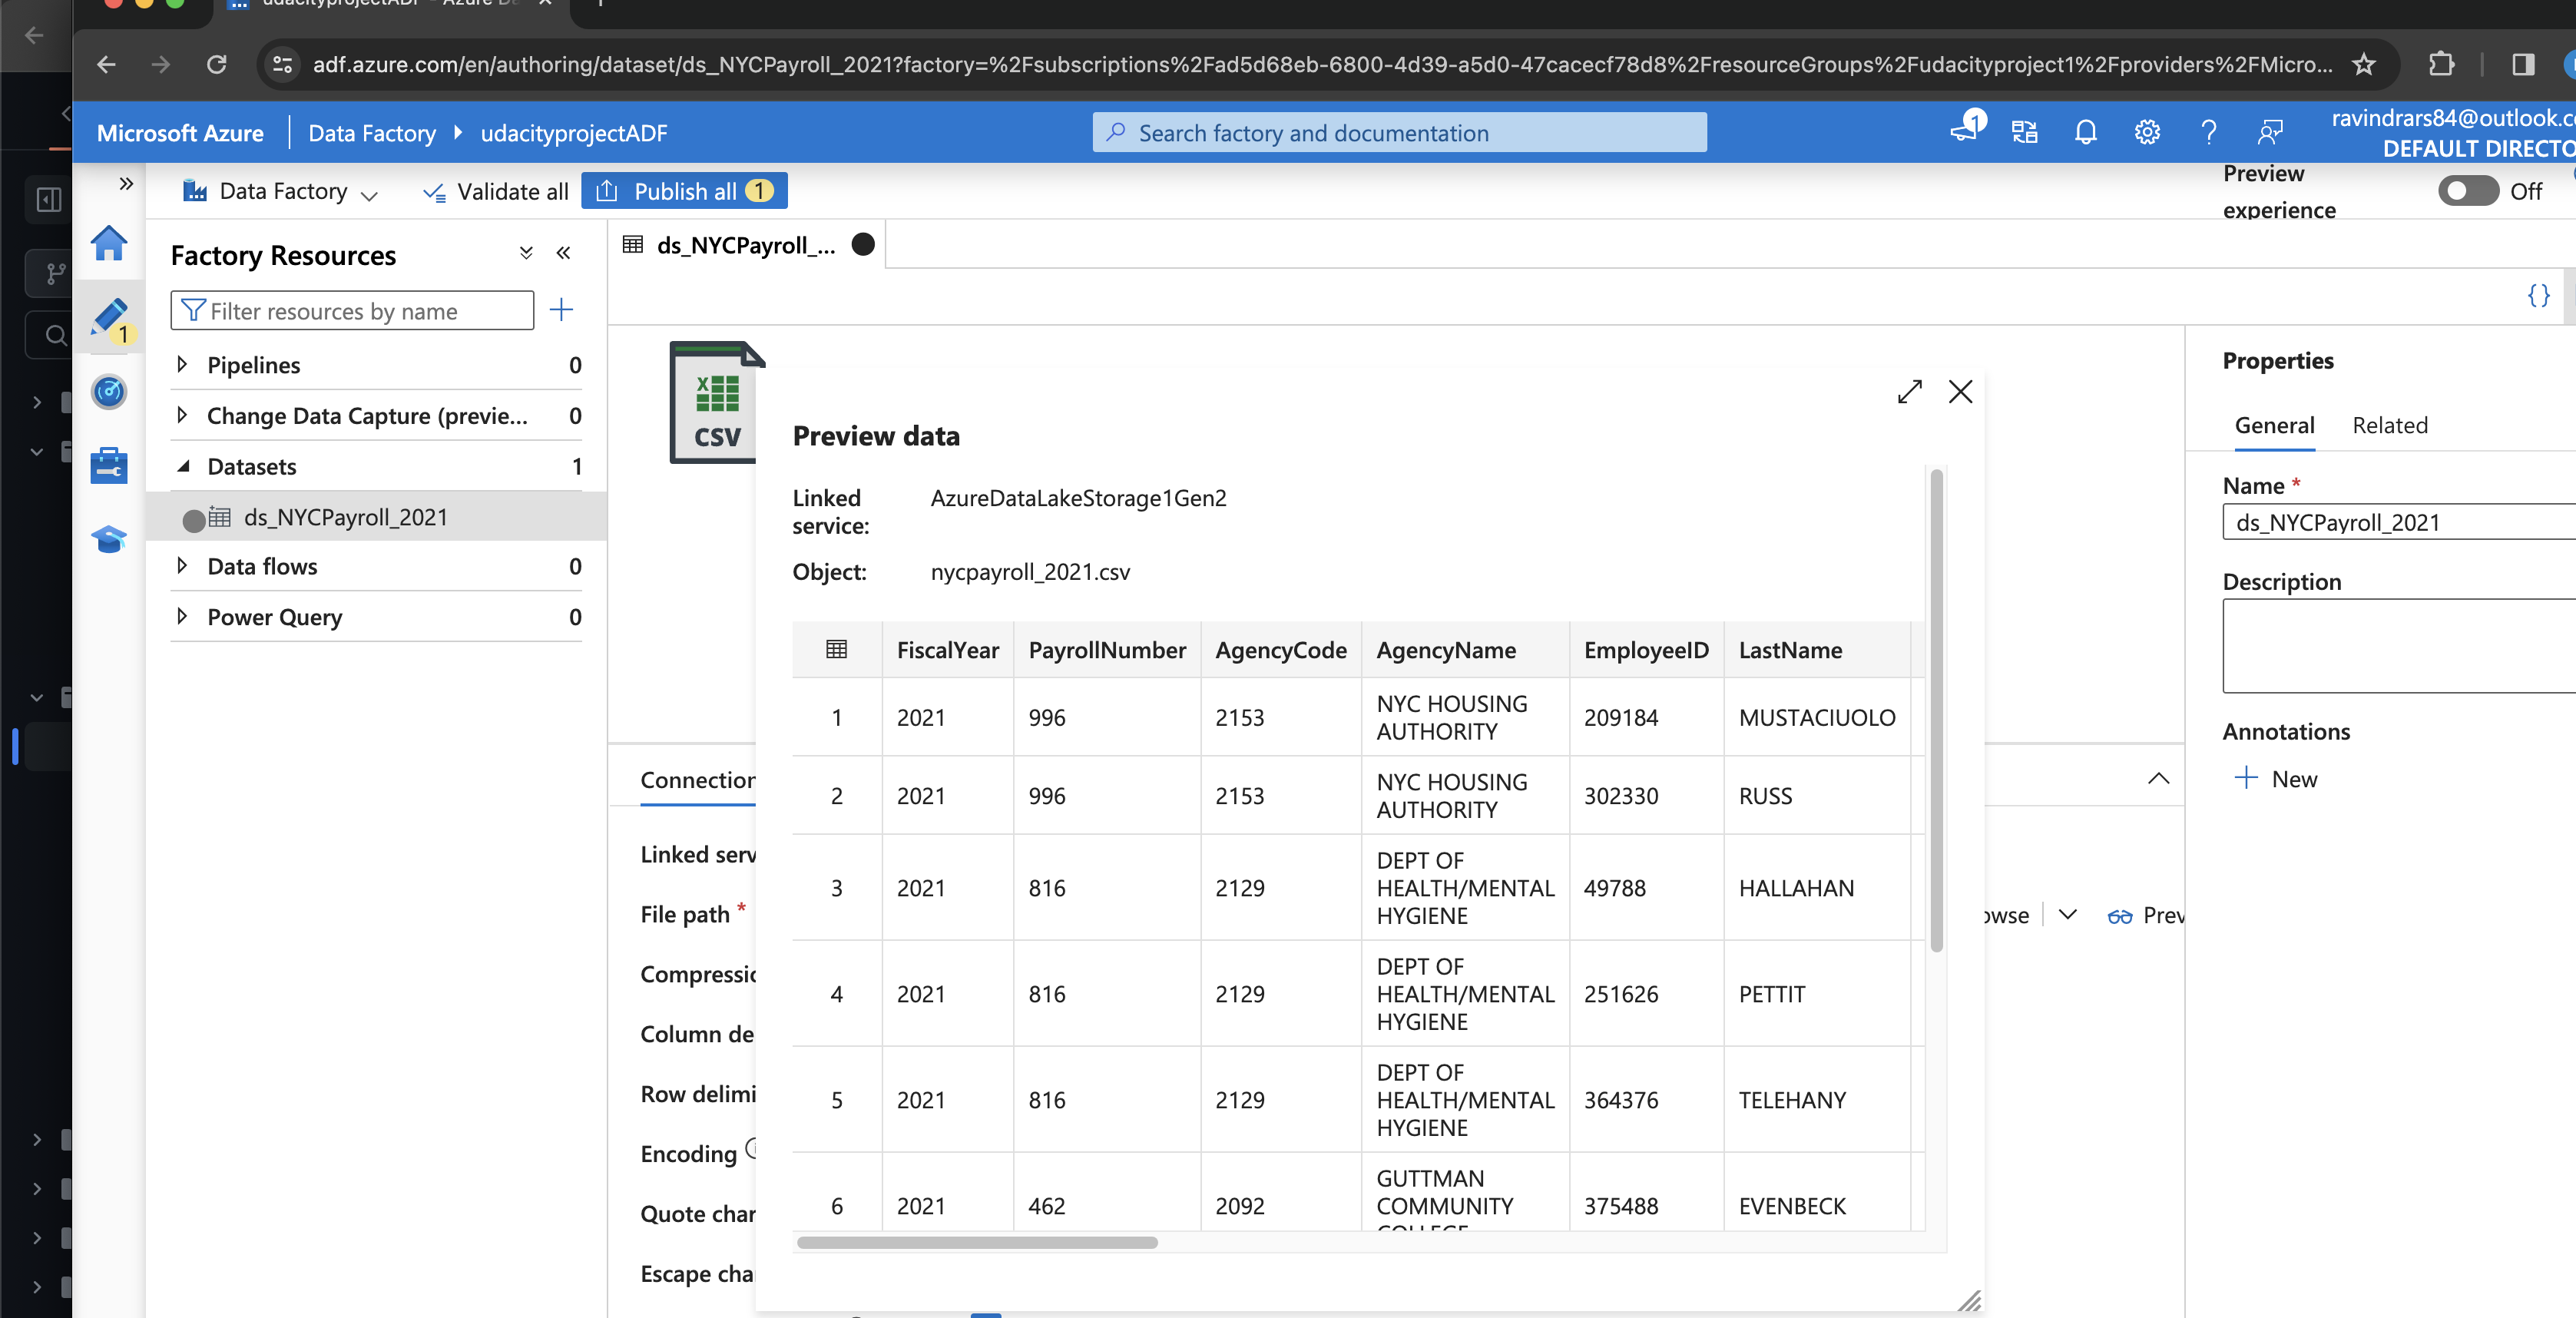 adf.azure.com/en/authoring/dataset/ds_NYCPayroll_2021?factory=%2Fsubscriptions%2Fad5d68eb-6800-4d39-a5d0-47cacecf78d8%2FresourceGroups%2Fudacityproject1%2Fproviders%2FMicro...
Microsoft Azure
Data Factory
udacityprojectADF
Search factory and documentation
1
ravindrars84@outlook.c
DEFAULT DIRECTO
Data Factory
Validate all
Publish all 1
Preview
experience
Off
Factory Resources
Filter resources by name
1
Pipelines 0
Change Data Capture (previe... 0
Datasets 1
ds_NYCPayroll_2021
Data flows 0
Power Query 0
ds_NYCPayroll_...
{}
CSV
Preview data
Linked
service:
AzureDataLakeStorage1Gen2
Object: nycpayroll_2021.csv
FiscalYear PayrollNumber AgencyCode AgencyName EmployeeID LastName
1 2021 996 2153 NYC HOUSING AUTHORITY 209184 MUSTACIUOLO
2 2021 996 2153 NYC HOUSING AUTHORITY 302330 RUSS
3 2021 816 2129 DEPT OF HEALTH/MENTAL HYGIENE 49788 HALLAHAN
4 2021 816 2129 DEPT OF HEALTH/MENTAL HYGIENE 251626 PETTIT
5 2021 816 2129 DEPT OF HEALTH/MENTAL HYGIENE 364376 TELEHANY
6 2021 462 2092 GUTTMAN COMMUNITY COLLEGE 375488 EVENBECK
Connection
Linked serv
File path *
owse
Prev
Compressio
Column de
Row delimi
Encoding
Quote char
Escape cha
Properties
General
Related
Name *
ds_NYCPayroll_2021
Description
Annotations
New